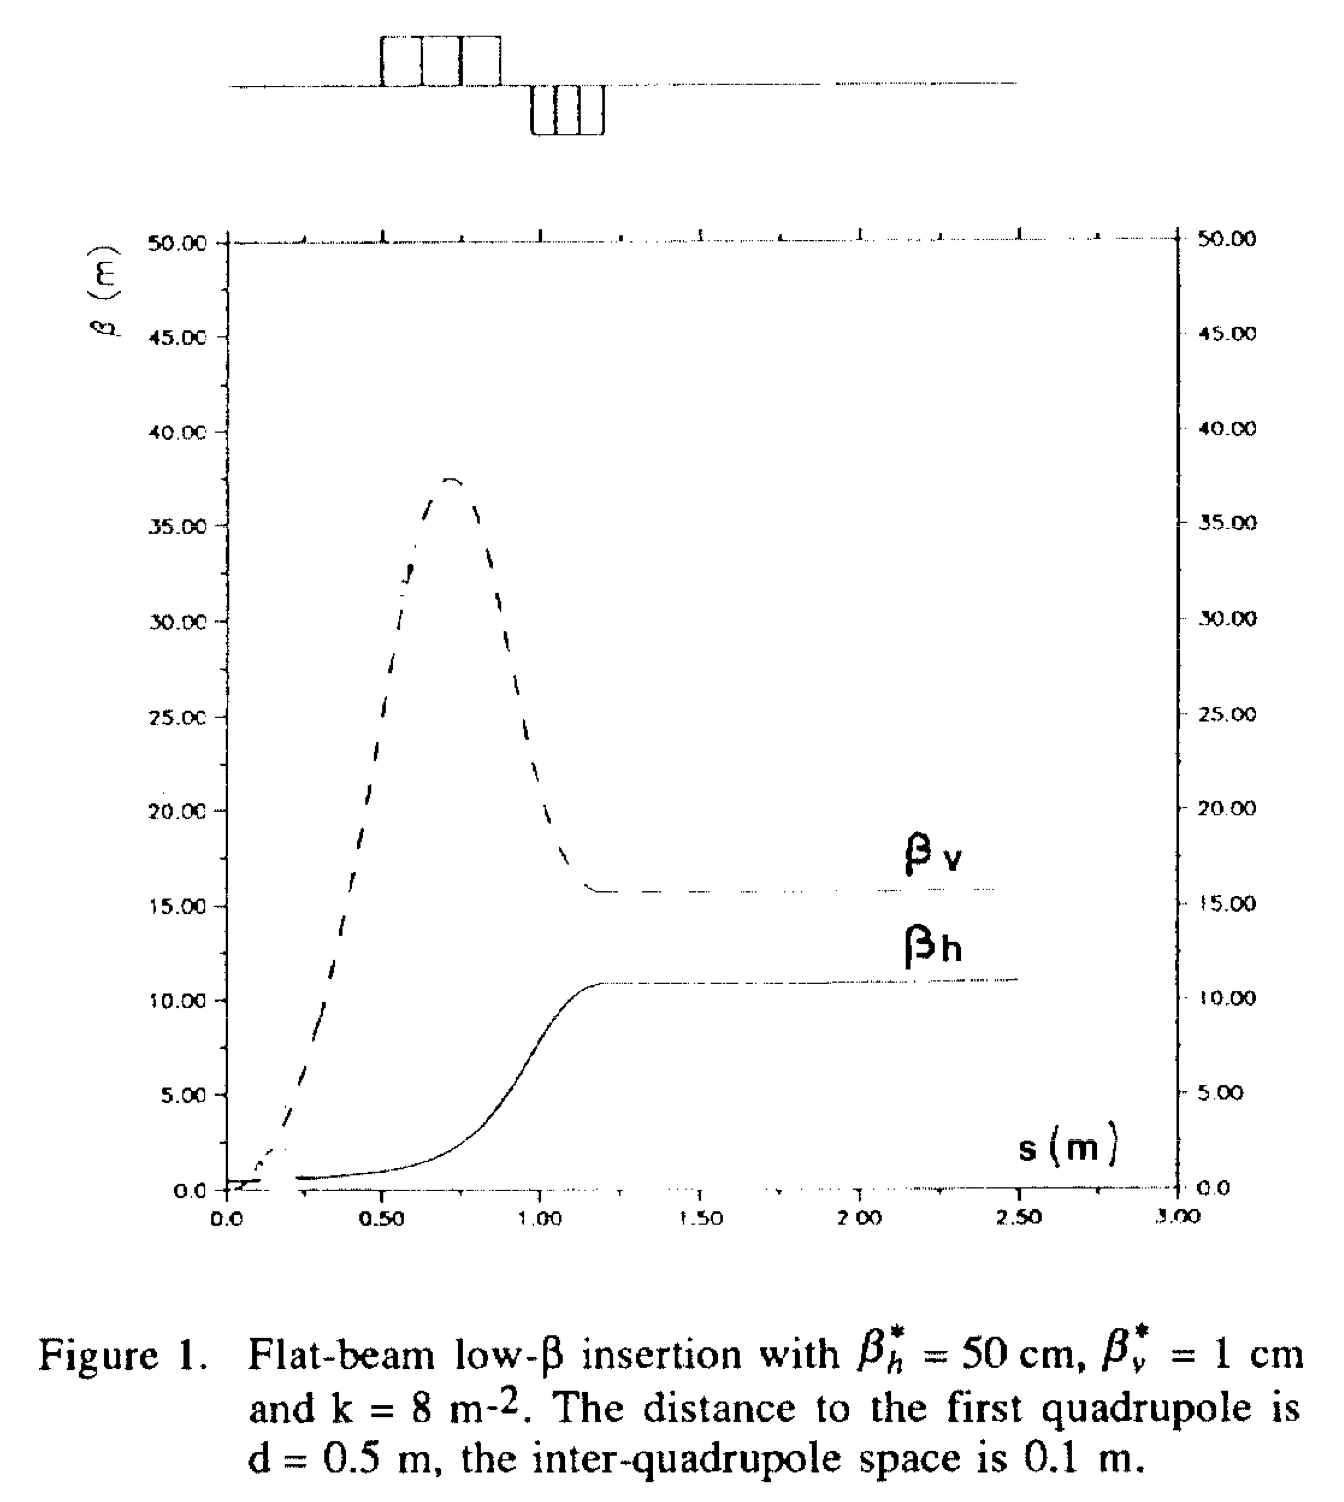 β (m)
50.00 50.00
45.00 45.00
40.00 40.00
35.00 35.00
30.00 30.00
25.00 25.00
20.00 20.00
β v
15.00 15.00
βh
10.00 10.00
5.00 5.00
s (m)
0.0 0.0
0.0 0.50 1.00 1.50 2.00 2.50 3.00
Figure 1. Flat-beam low-β insertion with β*h = 50 cm, β*v = 1 cm
and k = 8 m-2. The distance to the first quadrupole is
d = 0.5 m, the inter-quadrupole space is 0.1 m.